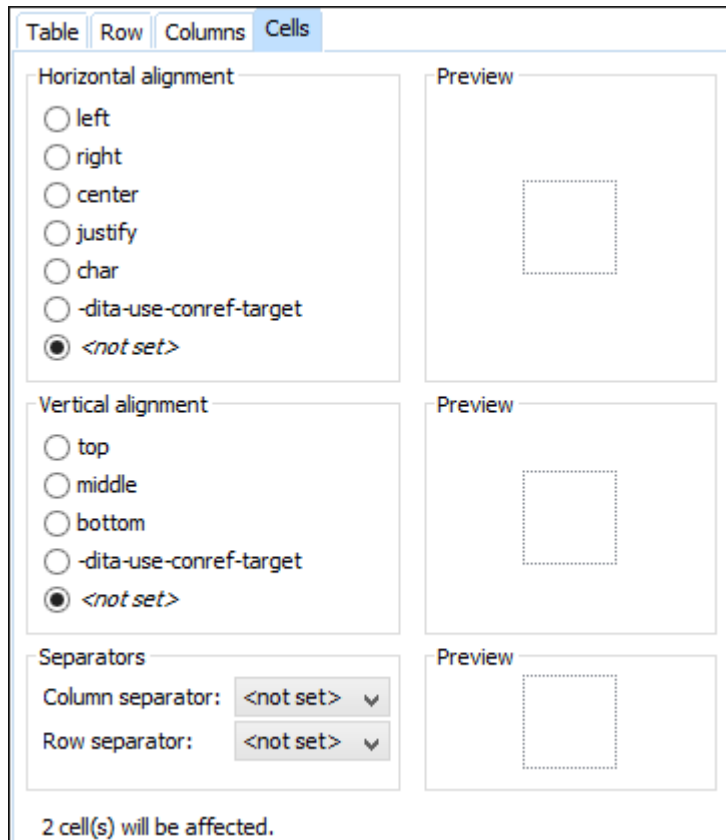 Table Row Columns Cells
Horizontal alignment
Preview
left
right
center
justify
char
-dita-use-conref-target
<not set>
Vertical alignment
Preview
top
middle
bottom
-dita-use-conref-target
<not set>
Separators
Preview
Column separator: <not set>
Row separator: <not set>
2 cell(s) will be affected.